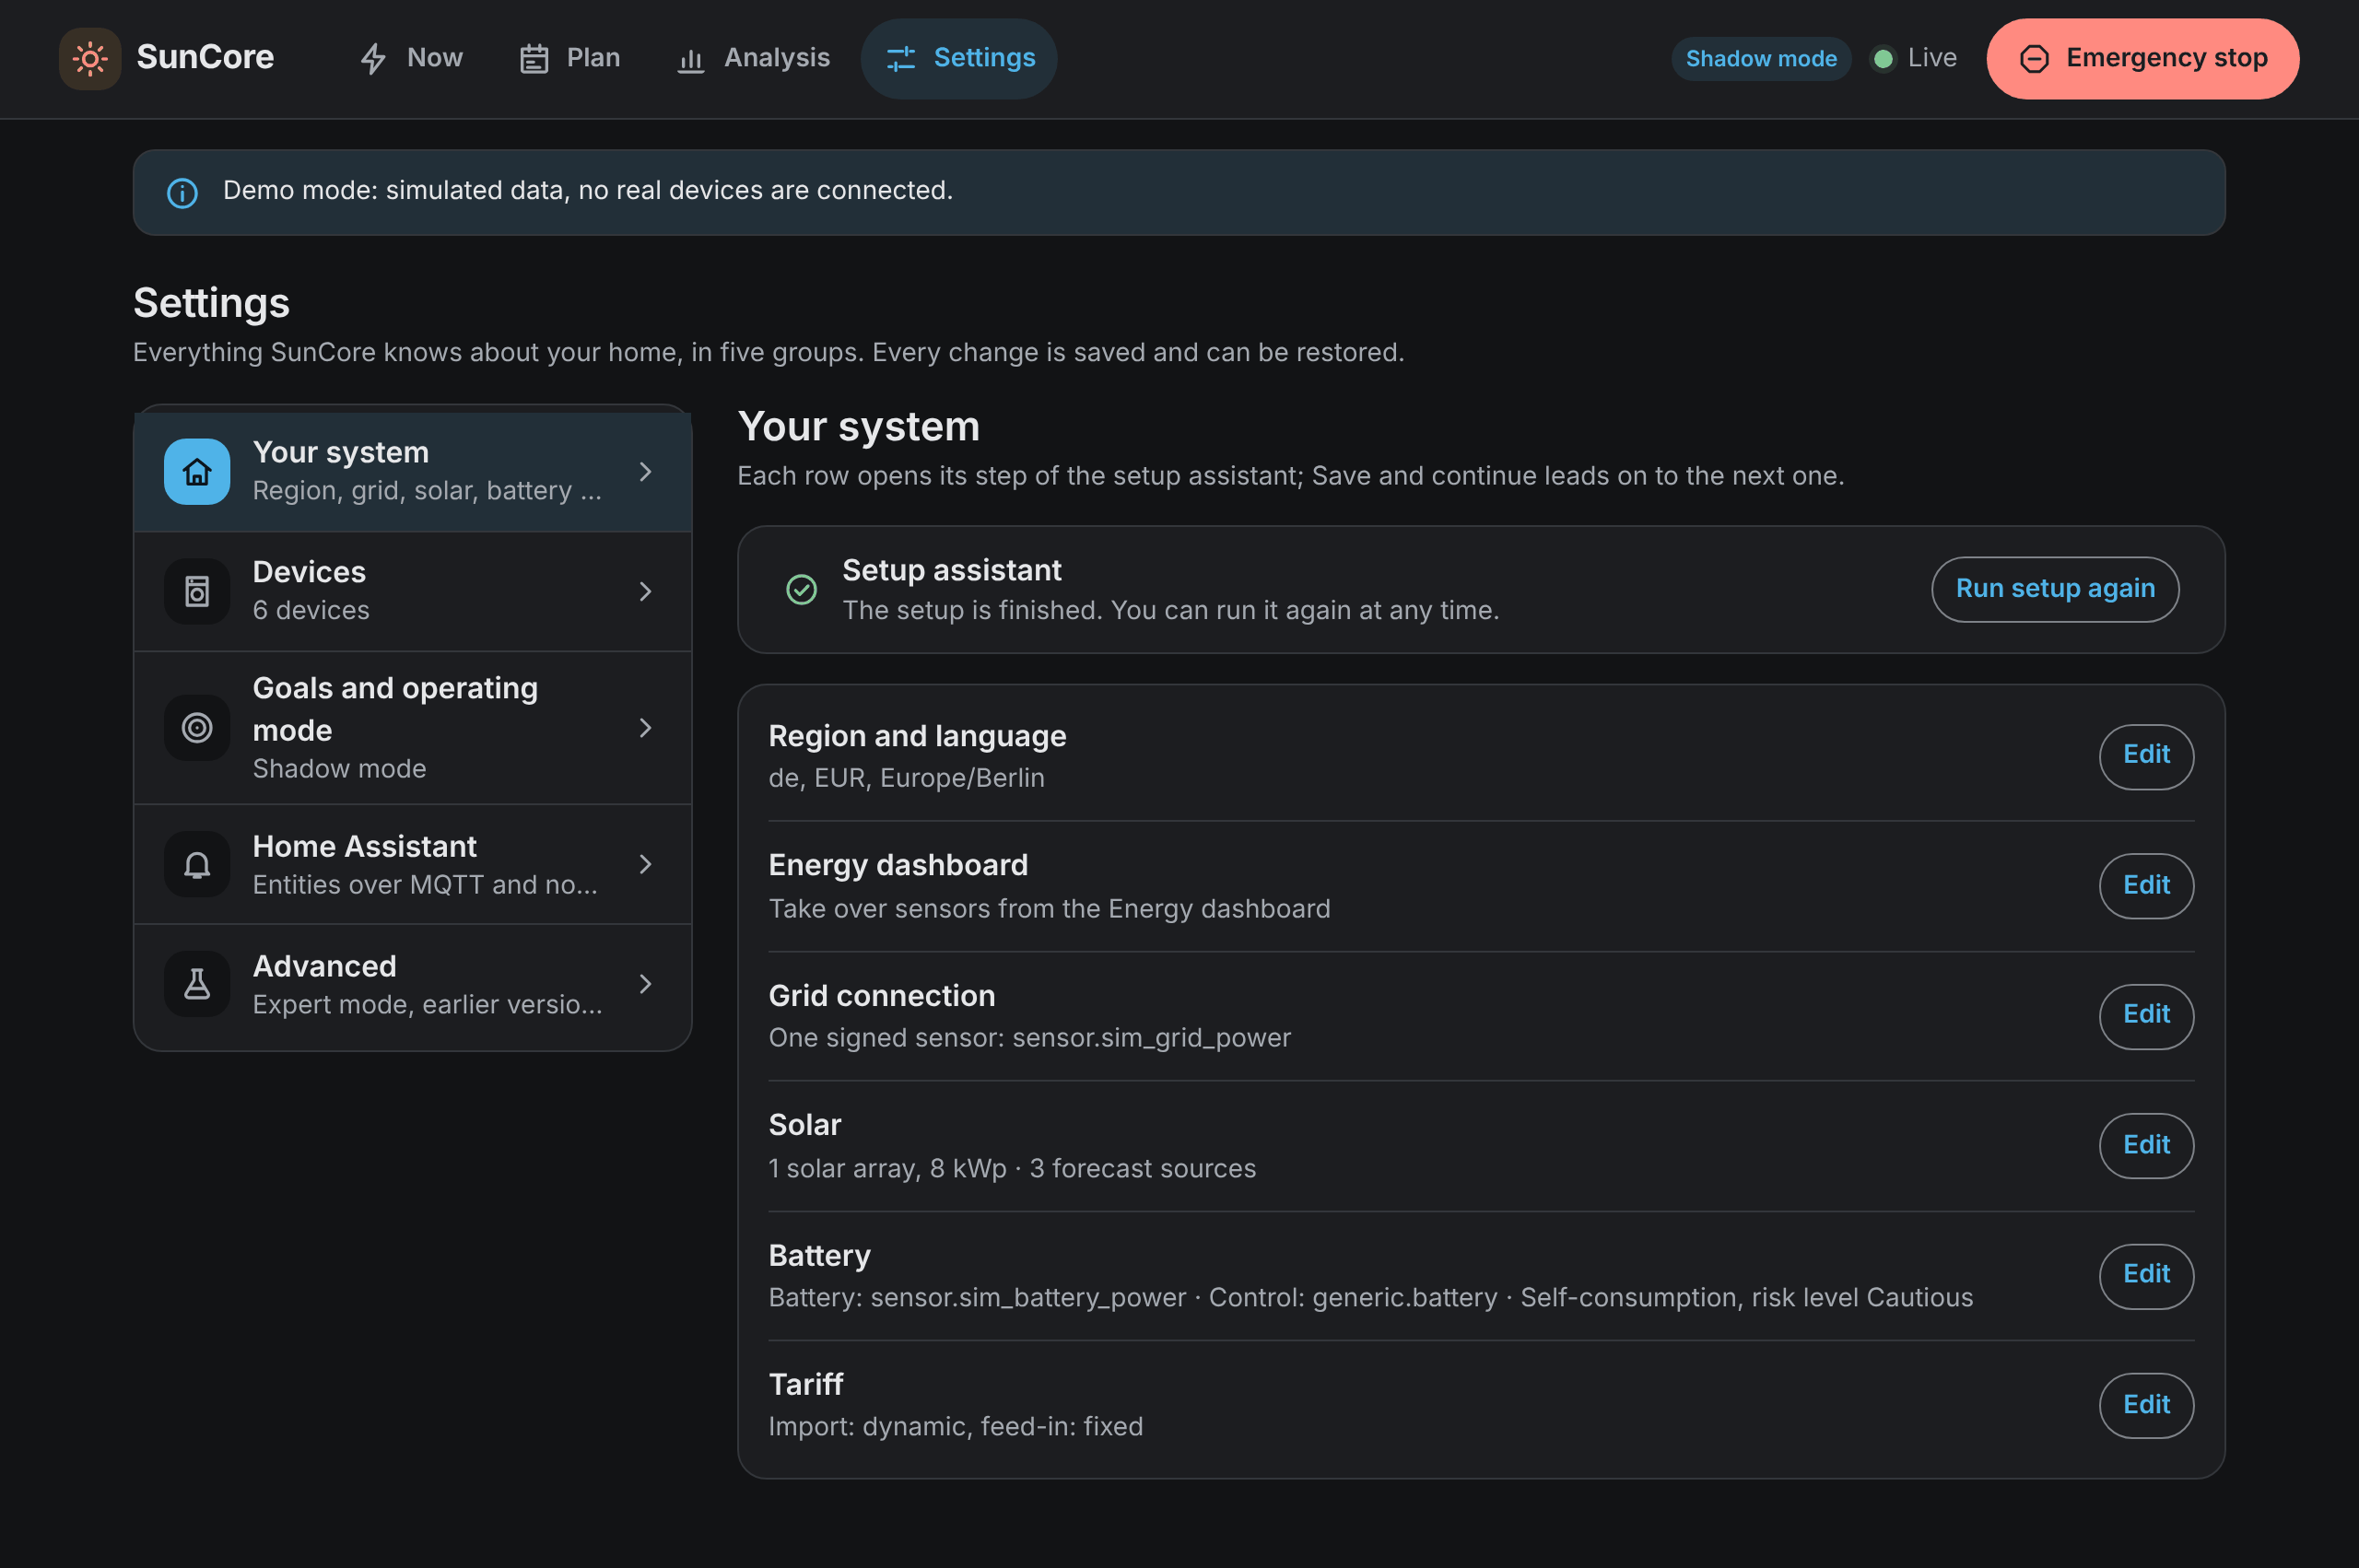 SunCore
Now
Plan
Analysis
Settings
Shadow mode
Live
Emergency stop
Demo mode: simulated data, no real devices are connected.
Settings
Everything SunCore knows about your home, in five groups. Every change is saved and can be restored.
Your system
Region, grid, solar, battery ...
Devices
6 devices
Goals and operating
mode
Shadow mode
Home Assistant
Entities over MQTT and no...
Advanced
Expert mode, earlier versio...
Your system
Each row opens its step of the setup assistant; Save and continue leads on to the next one.
Setup assistant
The setup is finished. You can run it again at any time.
Run setup again
Region and language
de, EUR, Europe/Berlin
Edit
Energy dashboard
Take over sensors from the Energy dashboard
Edit
Grid connection
One signed sensor: sensor.sim_grid_power
Edit
Solar
1 solar array, 8 kWp · 3 forecast sources
Edit
Battery
Battery: sensor.sim_battery_power · Control: generic.battery · Self-consumption, risk level Cautious
Edit
Tariff
Import: dynamic, feed-in: fixed
Edit